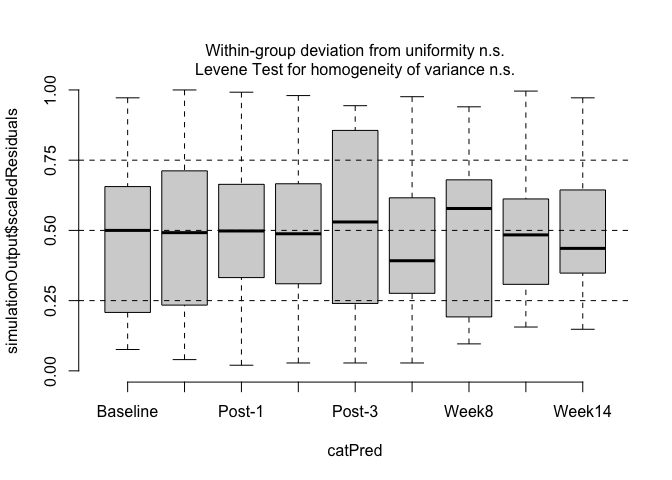 Within-group deviation from uniformity n.s.
Levene Test for homogeneity of variance n.s.
simulationOutput$scaledResiduals
1.00
0.75
0.50
0.25
0.00
Baseline Post-1 Post-3 Week8 Week14
catPred